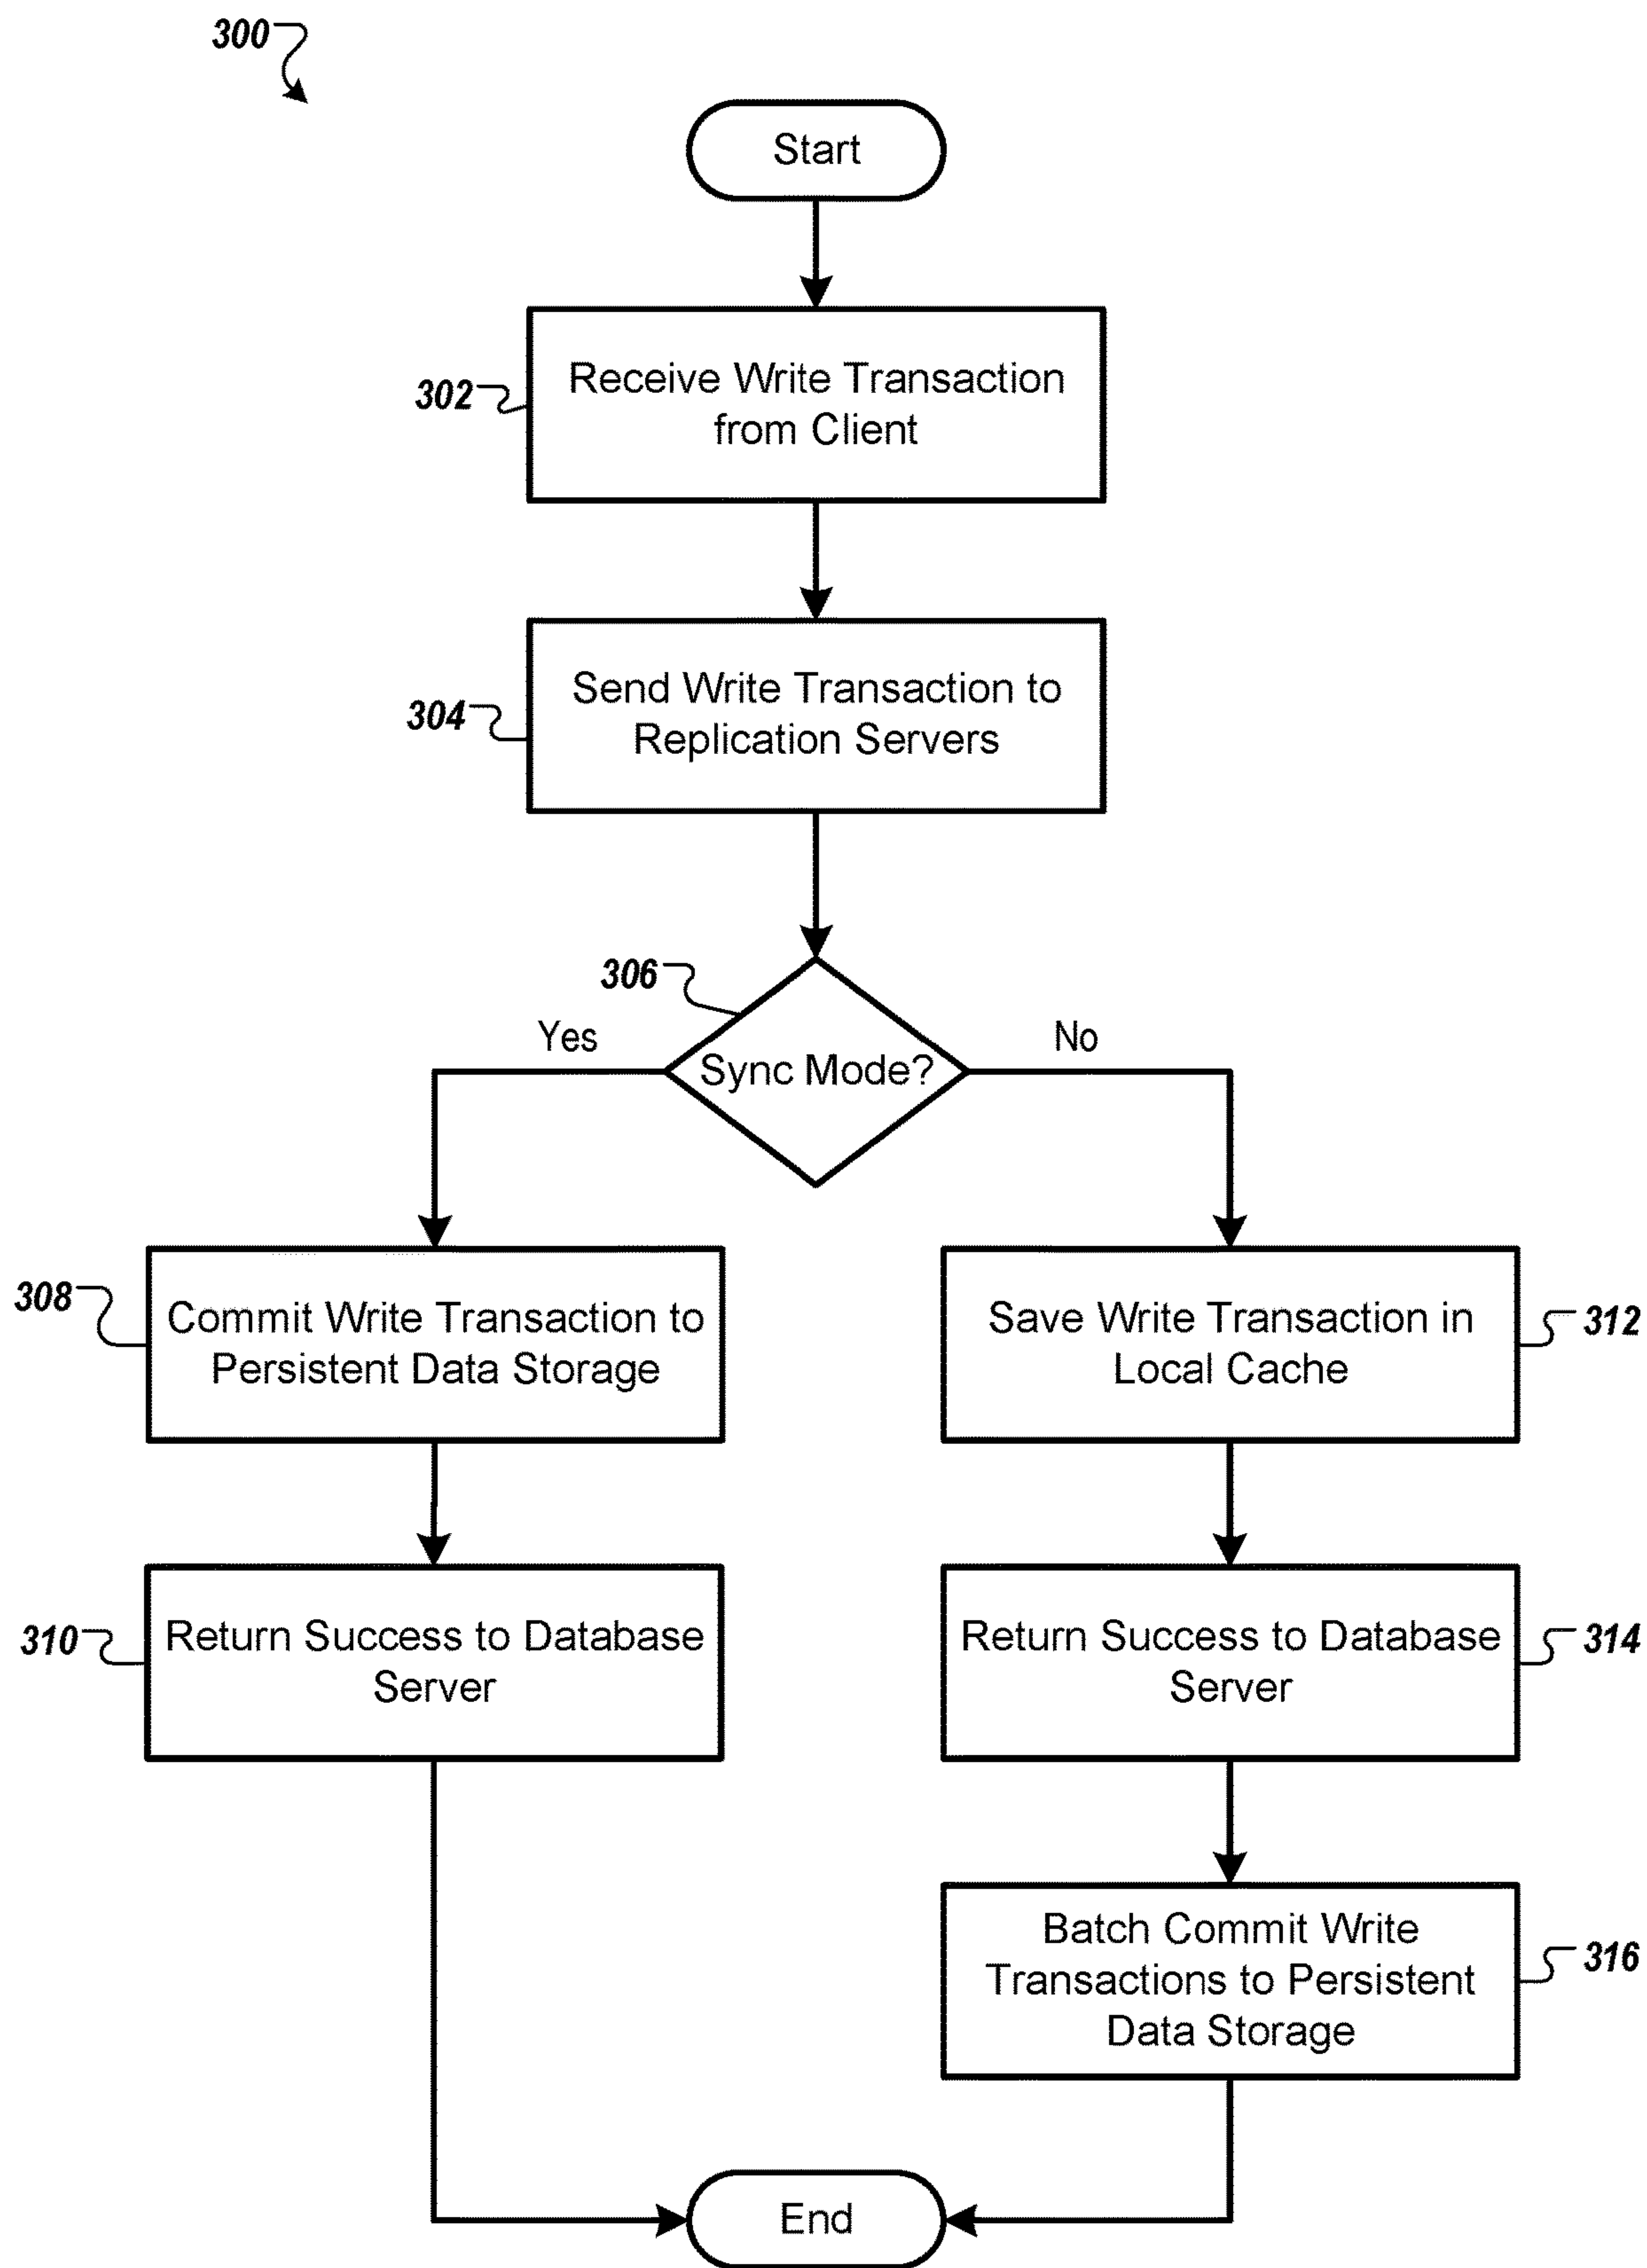 300
Start
302
Receive Write Transaction
from Client
304
Send Write Transaction to
Replication Servers
306
Yes
Sync Mode?
No
308
Commit Write Transaction to
Persistent Data Storage
310
Return Success to Database
Server
Save Write Transaction in
Local Cache
312
Return Success to Database
Server
314
Batch Commit Write
Transactions to Persistent
Data Storage
316
End